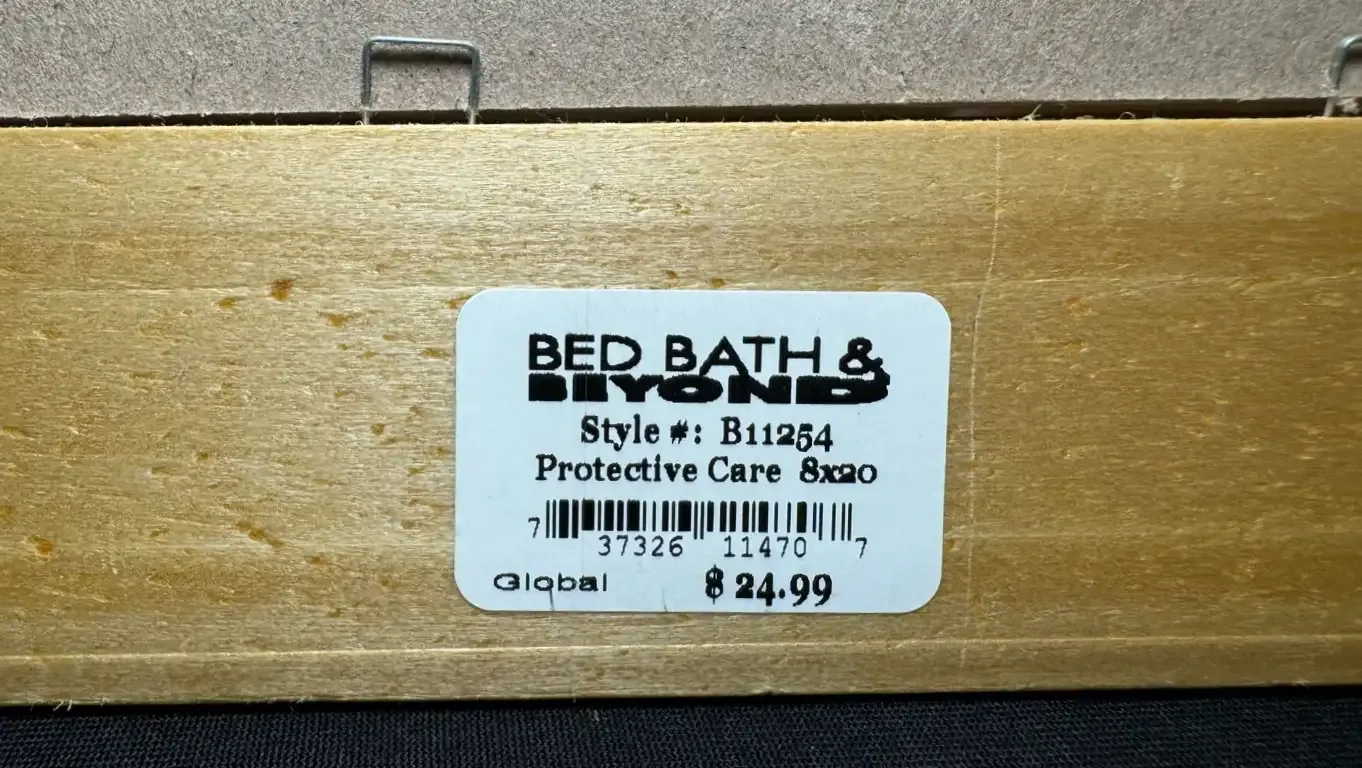 BED BATH &
BEYOND
Style #: B11254
Protective Care 8x20
7 37326 11470 7
Global $ 24.99